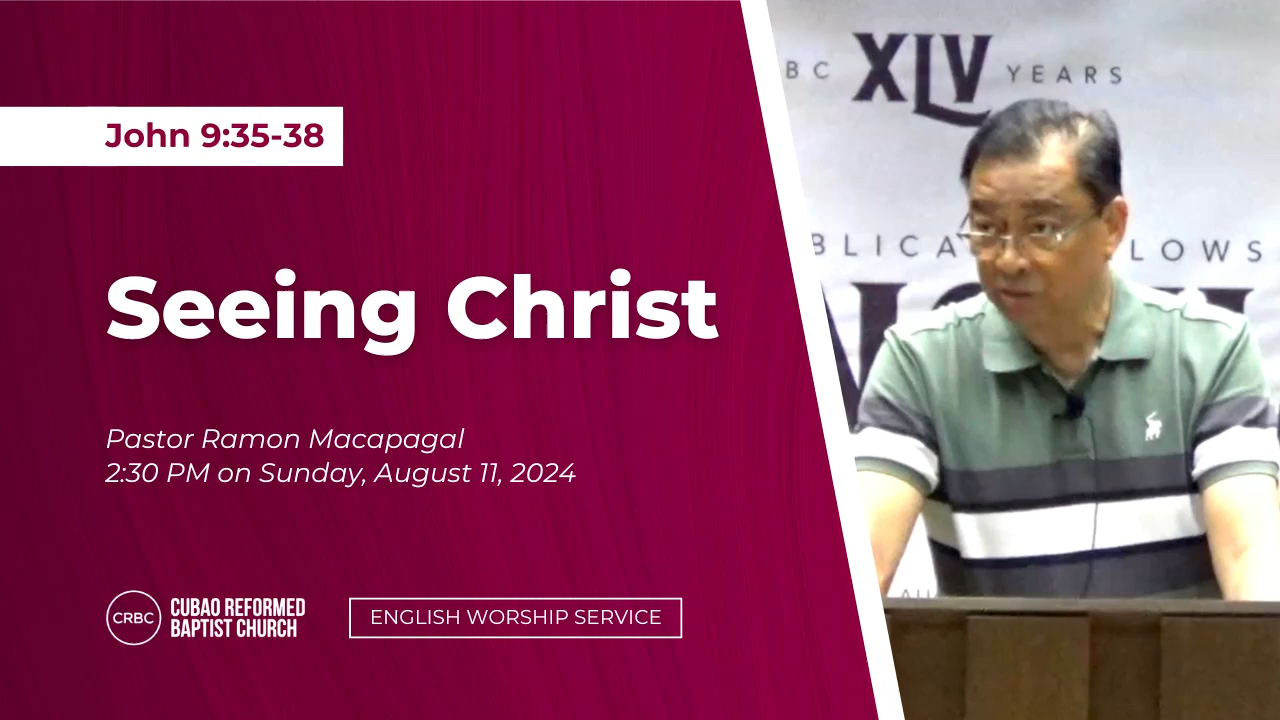 John 9:35-38
Seeing Christ
Pastor Ramon Macapagal
2:30 PM on Sunday, August 11, 2024
CRBC
CUBAO REFORMED
BAPTIST CHURCH
ENGLISH WORSHIP SERVICE
BC XLV YEARS